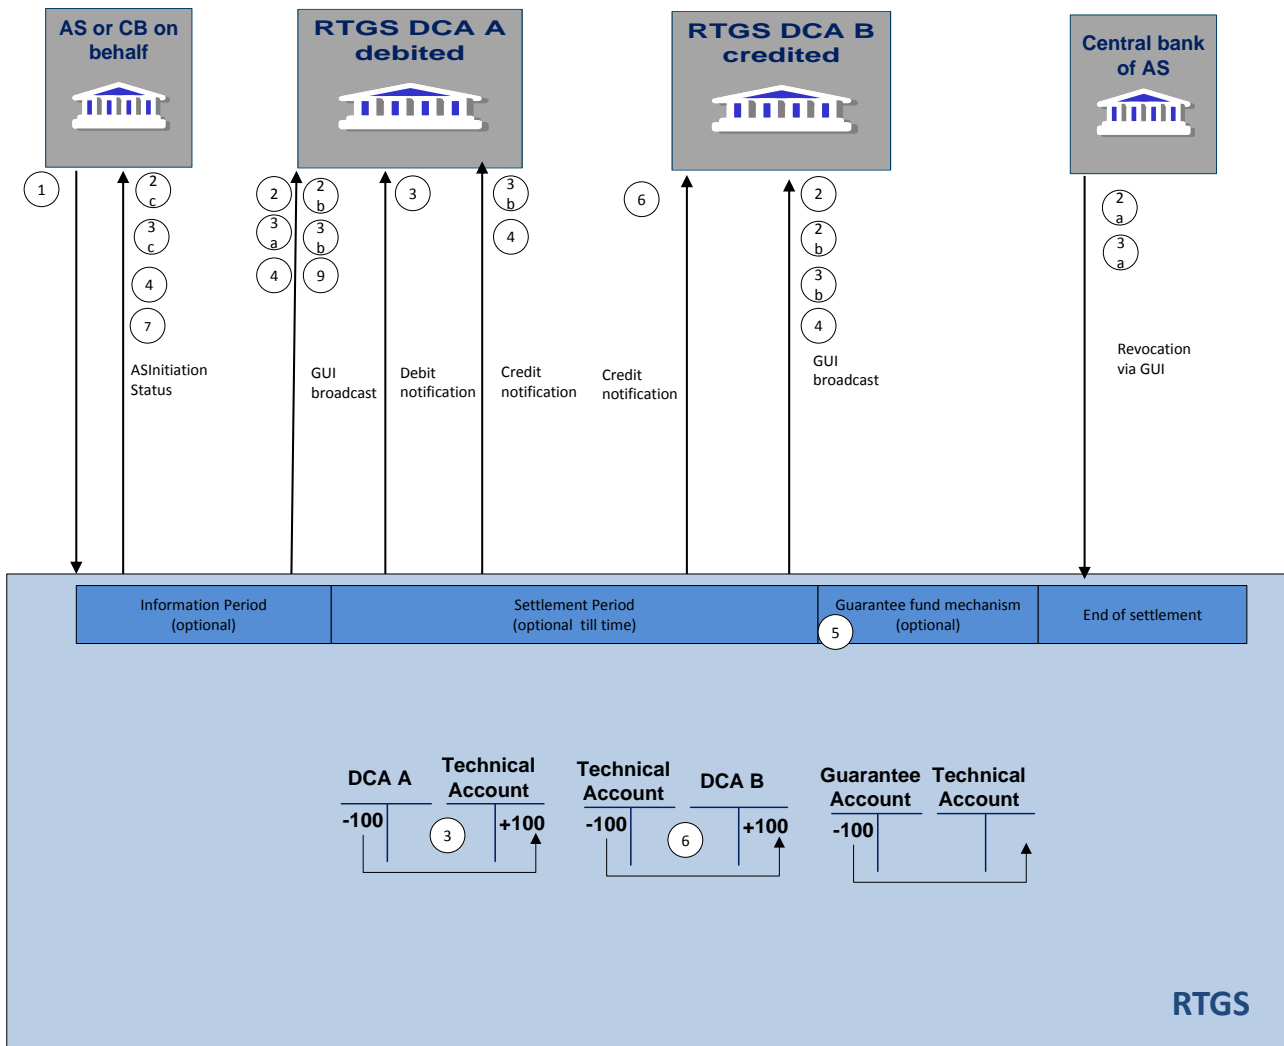 AS or CB on
behalf
RTGS DCA A
debited
RTGS DCA B
credited
Central bank
of AS
1
2
c
3
c
4
7
ASInitiation
Status
2
2
b
3
a
3
b
4
9
GUI
broadcast
3
Debit
notification
3
b
4
Credit
notification
6
Credit
notification
2
2
b
3
b
4
GUI
broadcast
2
a
3
a
Revocation
via GUI
Information Period
(optional)
Settlement Period
(optional till time)
Guarantee fund mechanism
(optional)
5
End of settlement
DCA A
Technical
Account
-100
3
+100
Technical
Account
DCA B
-100
6
+100
Guarantee
Account
Technical
Account
-100
RTGS